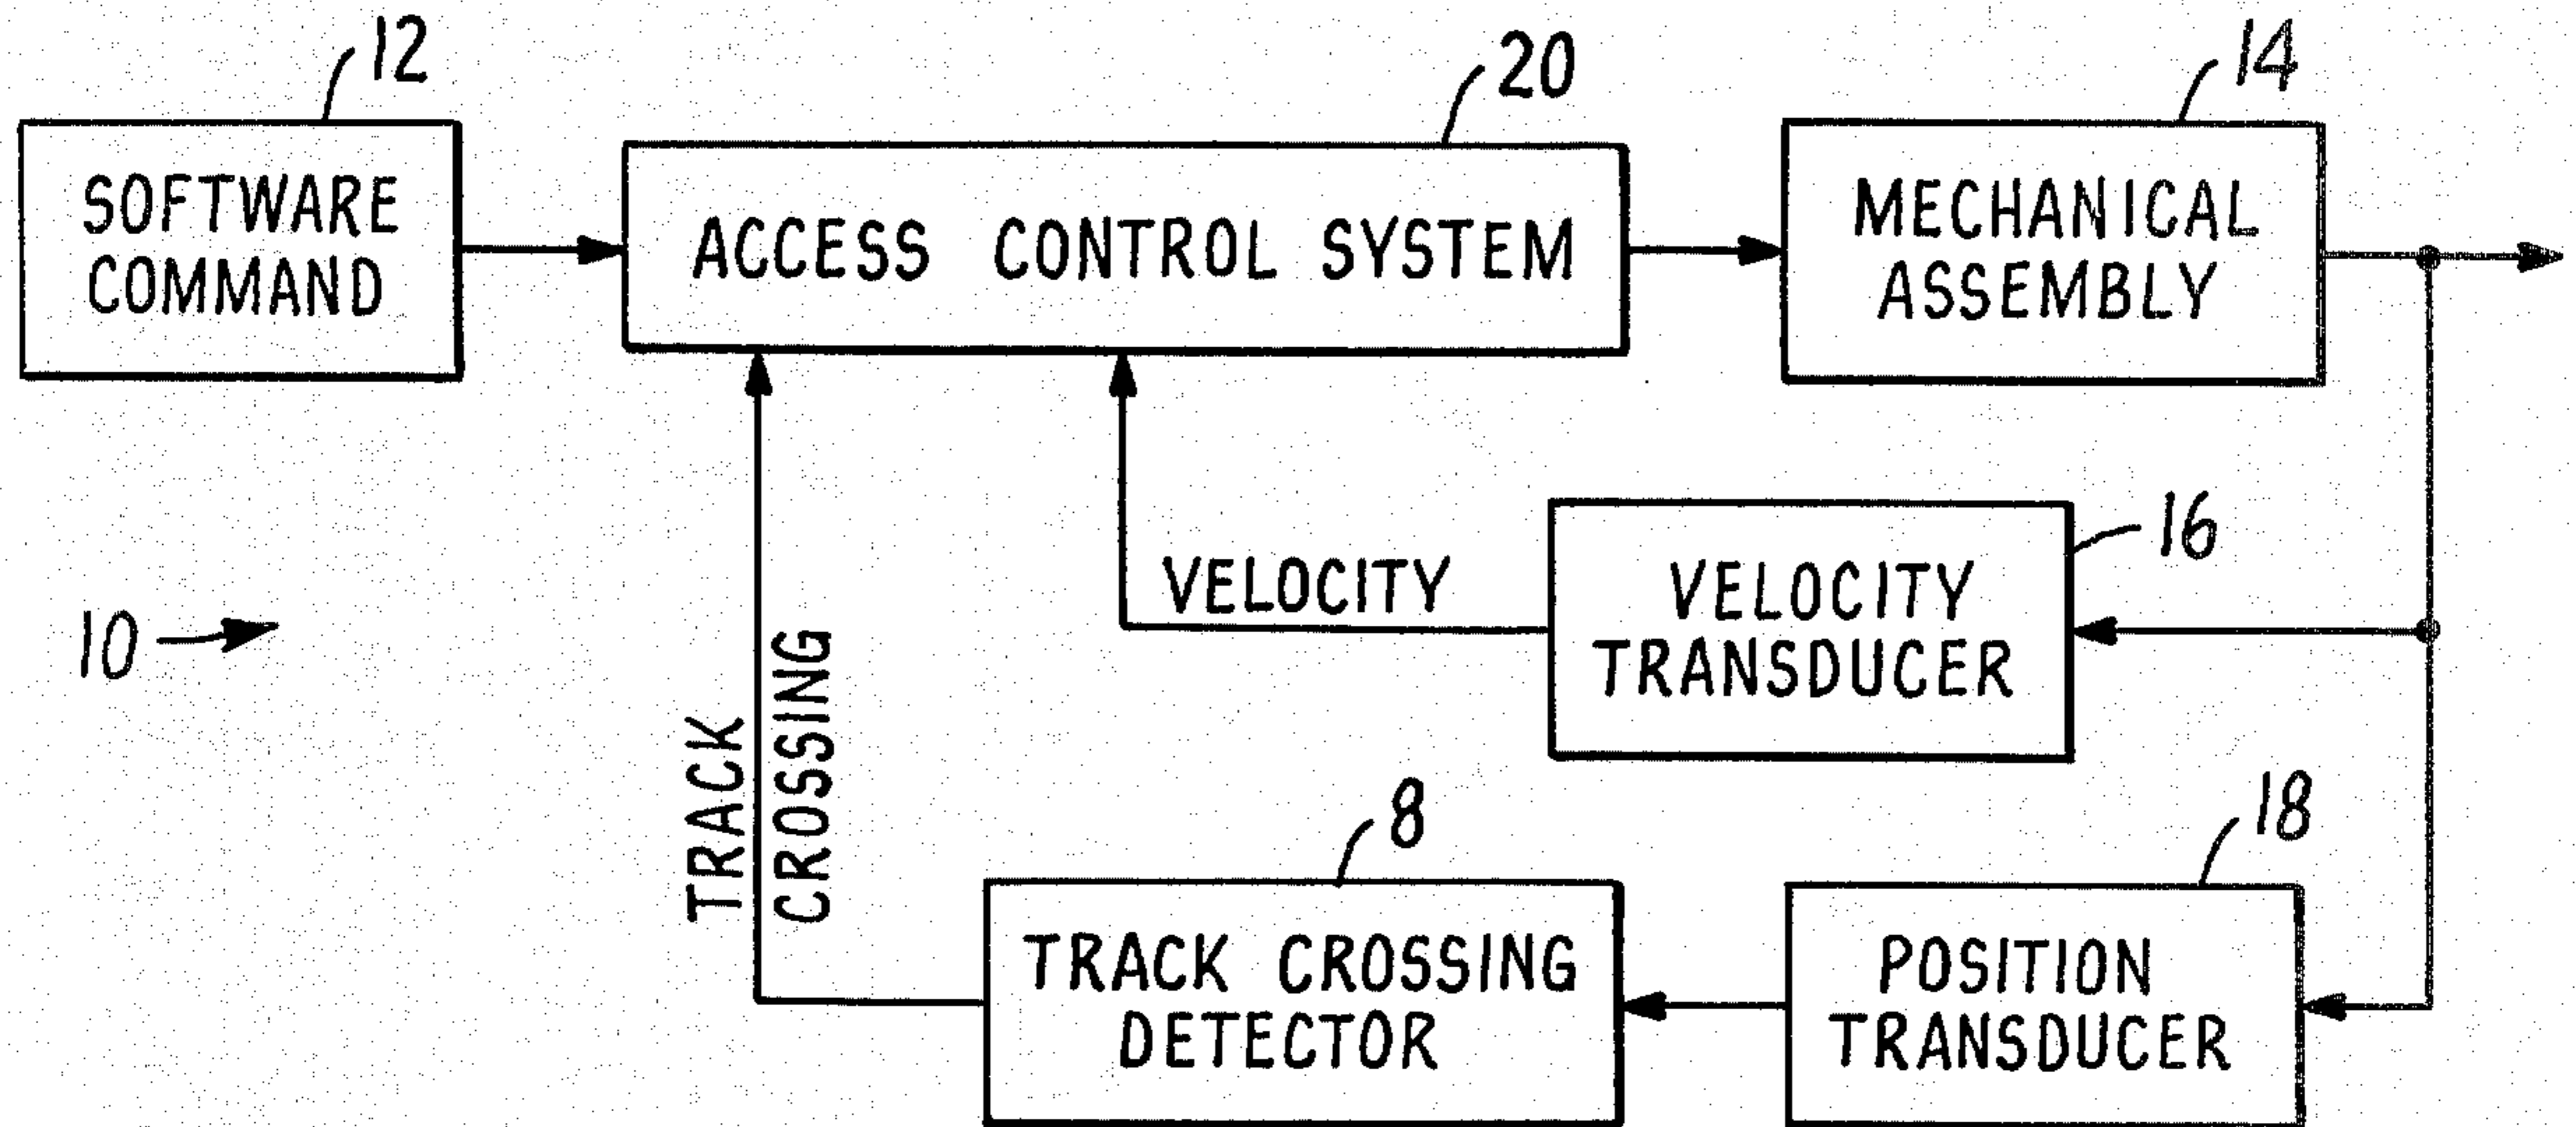 12
20
14
SOFTWARE
COMMAND
ACCESS CONTROL SYSTEM
MECHANICAL
ASSEMBLY
16
VELOCITY
VELOCITY
TRANSDUCER
10
TRACK
CROSSING
8
18
TRACK CROSSING
DETECTOR
POSITION
TRANSDUCER